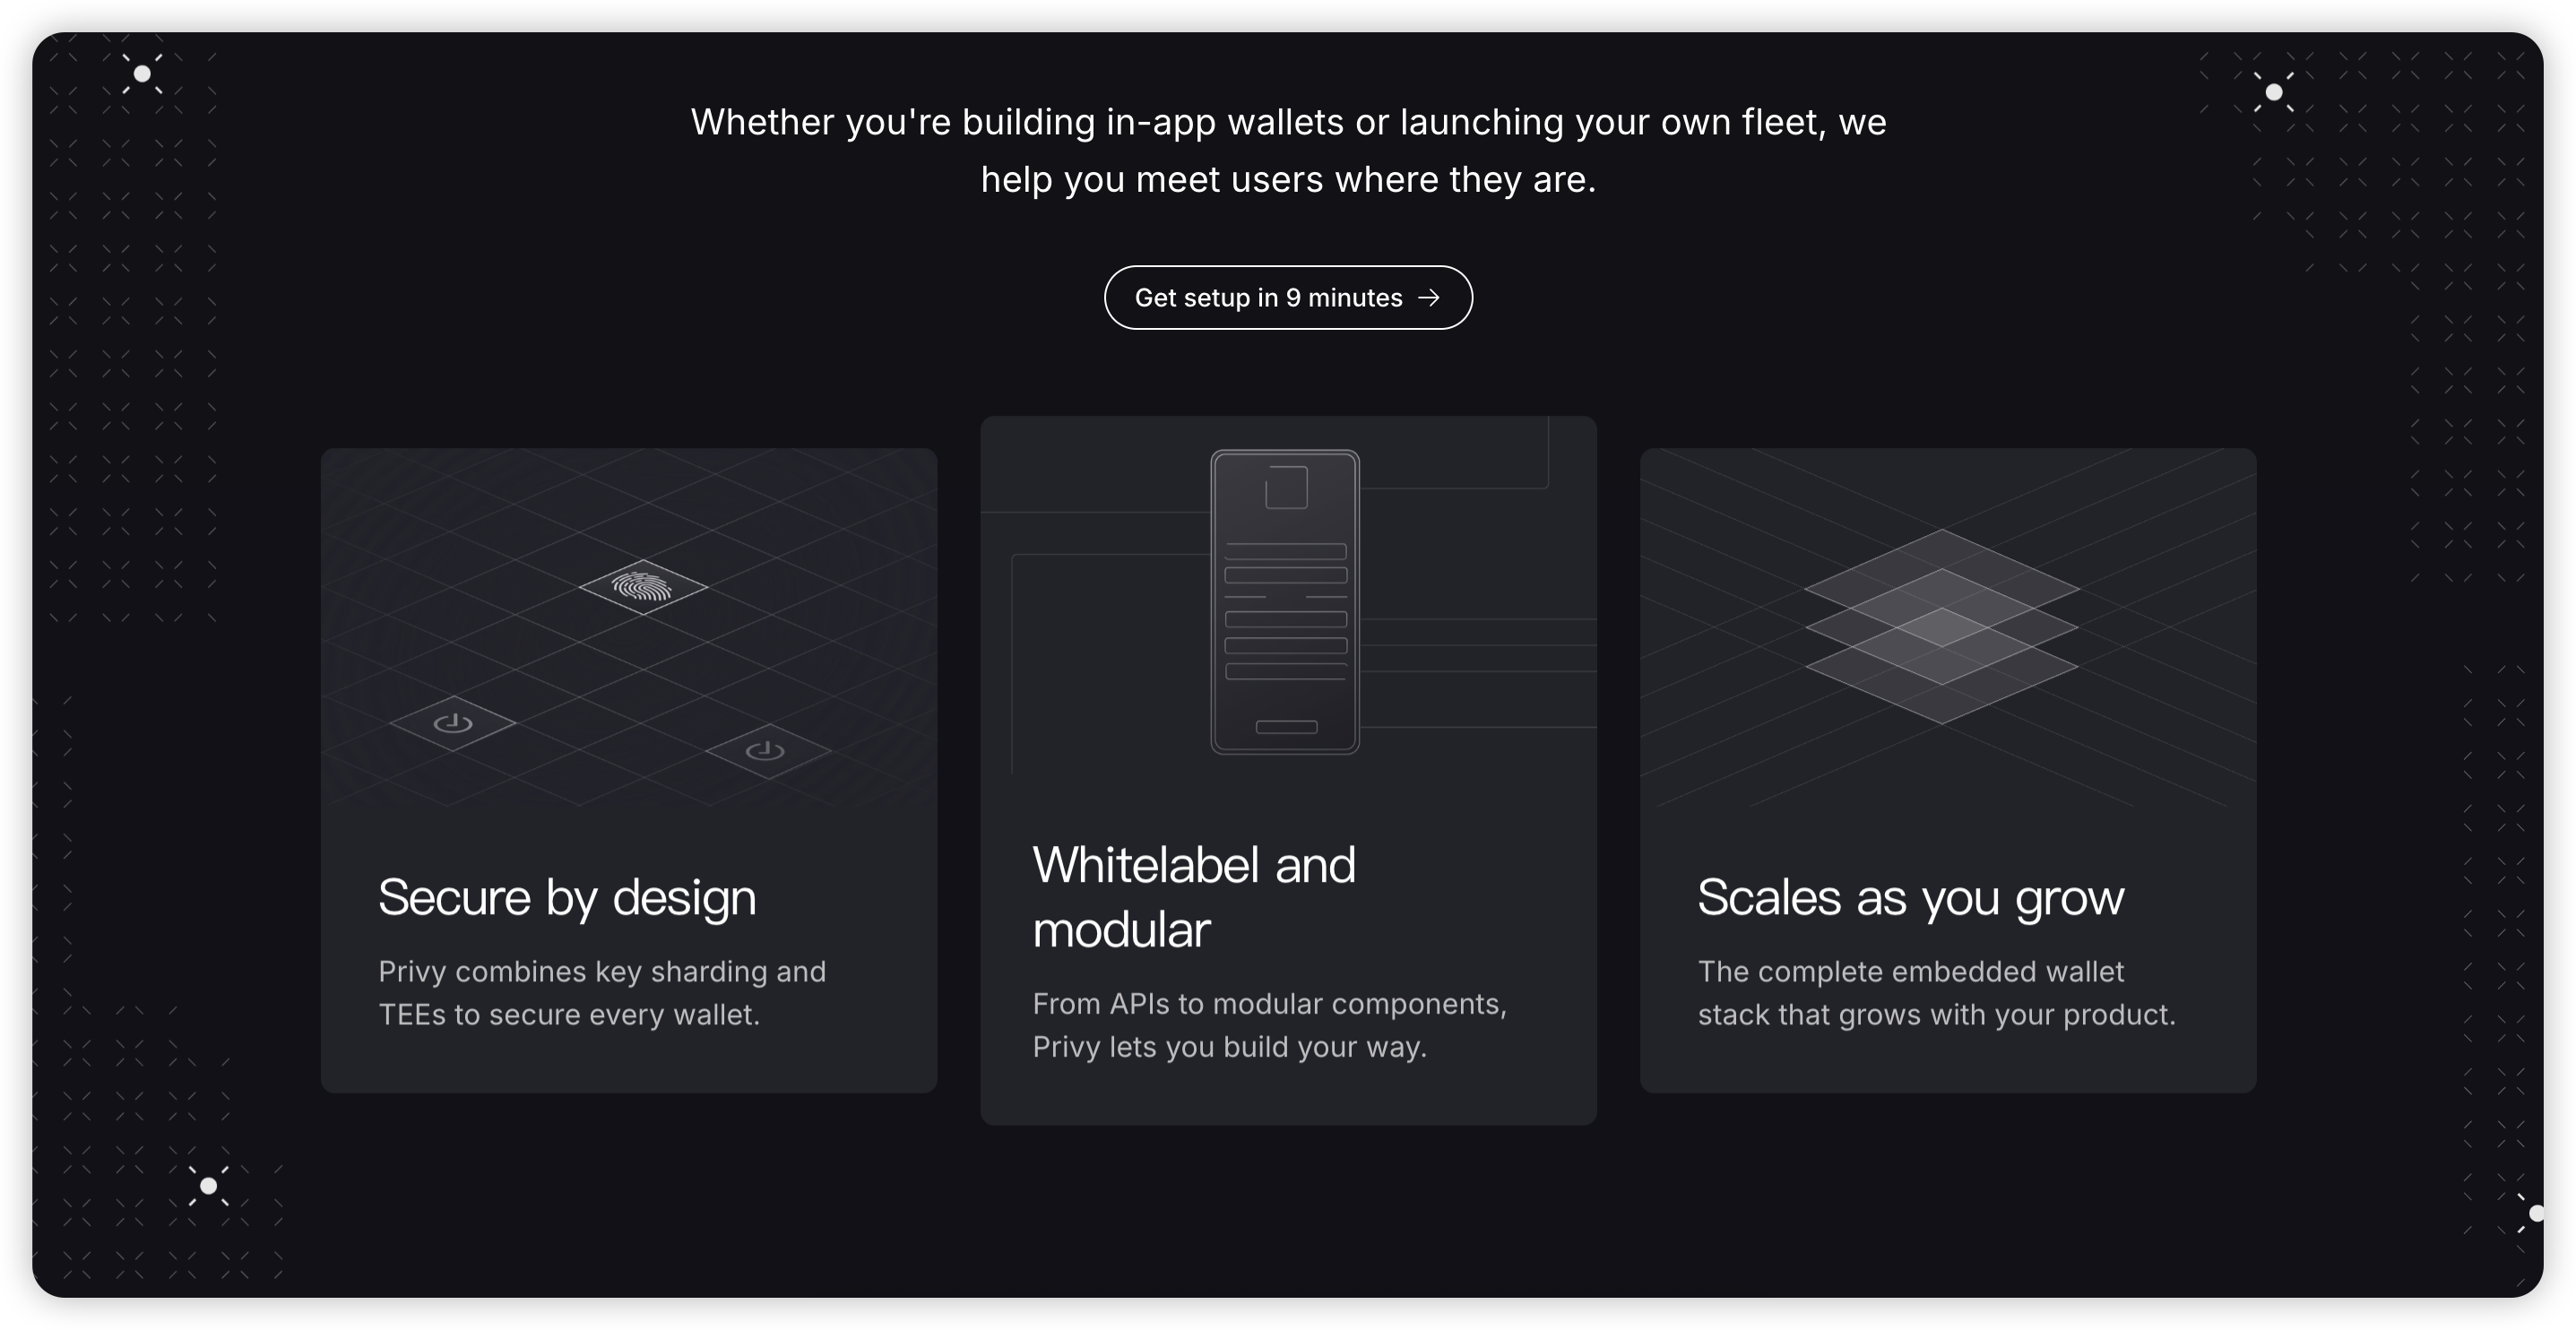 Whether you're building in-app wallets or launching your own fleet, we
help you meet users where they are.
Get setup in 9 minutes →
Secure by design
Privy combines key sharding and
TEEs to secure every wallet.
Whitelabel and
modular
From APIs to modular components,
Privy lets you build your way.
Scales as you grow
The complete embedded wallet
stack that grows with your product.